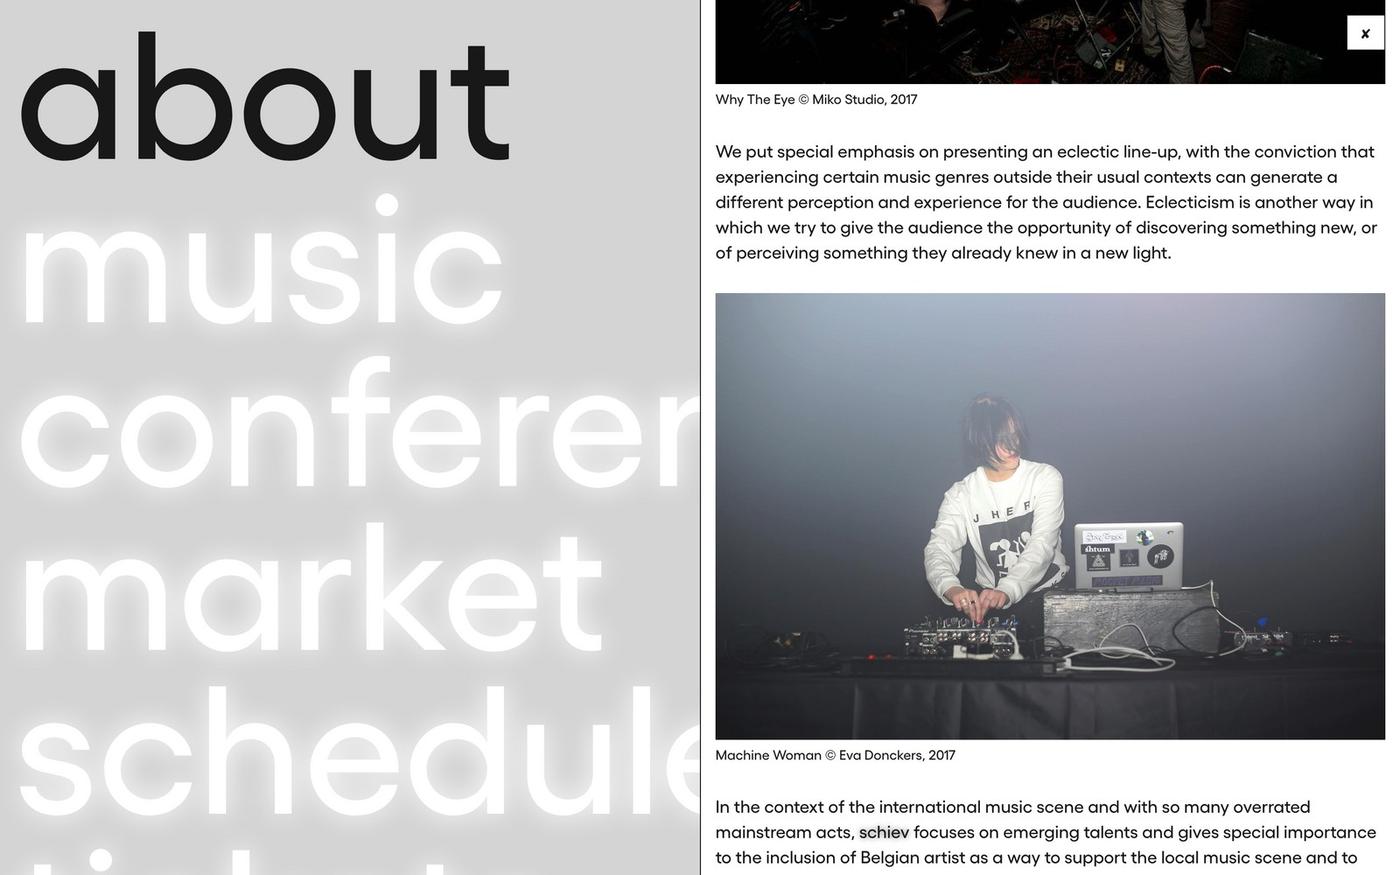 about
music
conferen
market
schedule
✘
Why The Eye © Miko Studio, 2017
We put special emphasis on presenting an eclectic line-up, with the conviction that
experiencing certain music genres outside their usual contexts can generate a
different perception and experience for the audience. Eclecticism is another way in
which we try to give the audience the opportunity of discovering something new, or
of perceiving something they already knew in a new light.
J HER
shtum
Machine Woman © Eva Donckers, 2017
In the context of the international music scene and with so many overrated
mainstream acts, schiev focuses on emerging talents and gives special importance
to the inclusion of Belgian artist as a way to support the local music scene and to